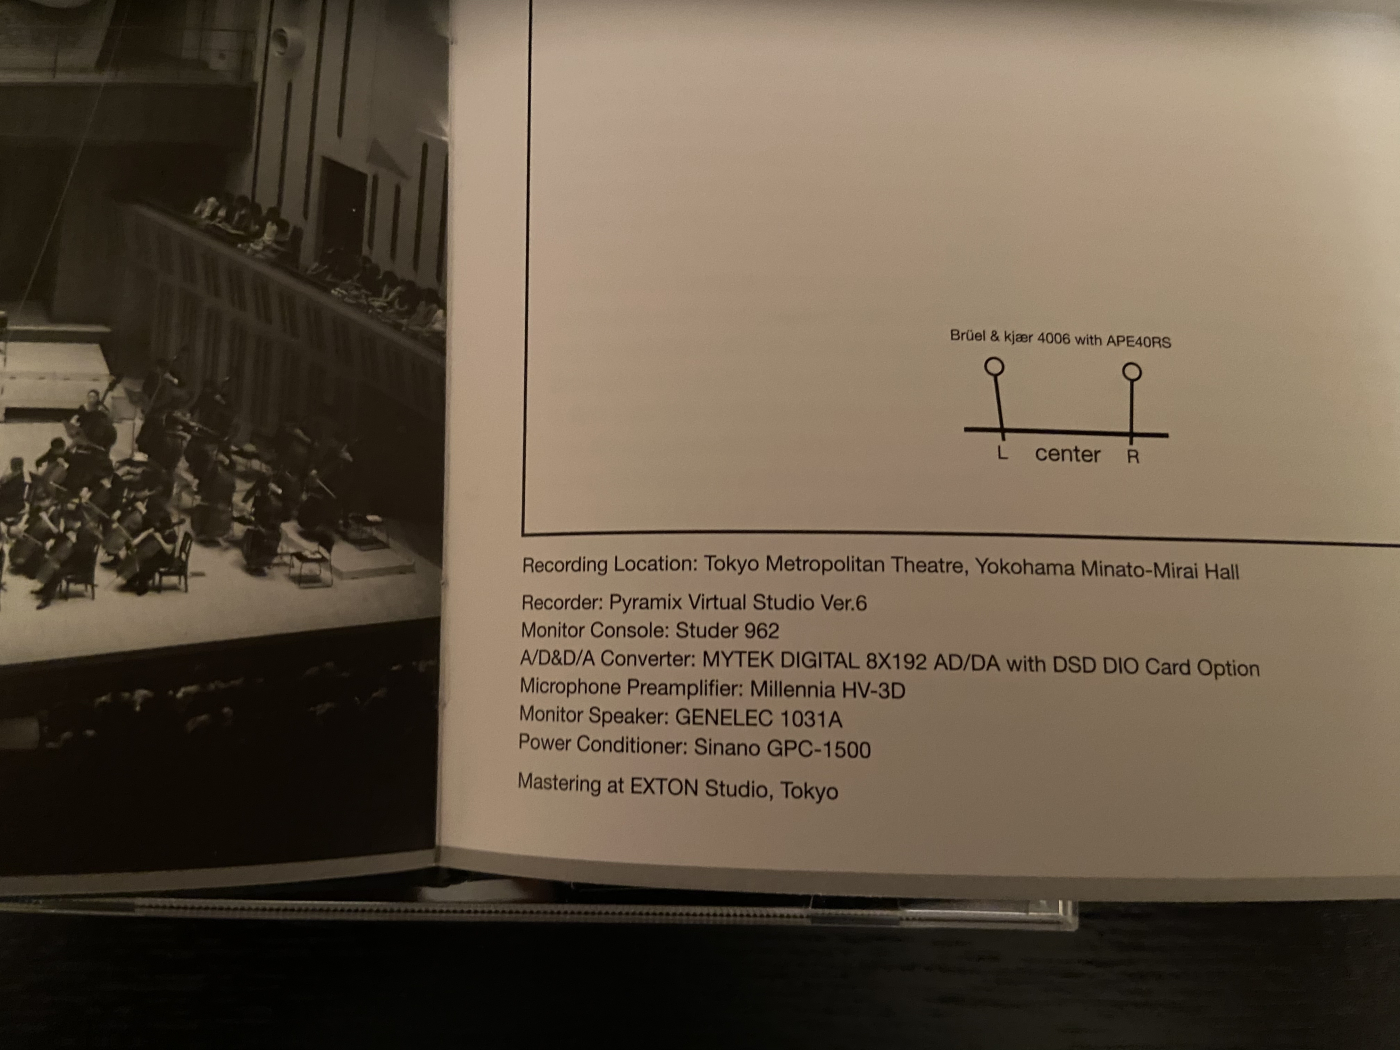 Brüel & kjær 4006 with APE40RS
L center R
Recording Location: Tokyo Metropolitan Theatre, Yokohama Minato-Mirai Hall
Recorder: Pyramix Virtual Studio Ver.6
Monitor Console: Studer 962
A/D&D/A Converter: MYTEK DIGITAL 8X192 AD/DA with DSD DIO Card Option
Microphone Preamplifier: Millennia HV-3D
Monitor Speaker: GENELEC 1031A
Power Conditioner: Sinano GPC-1500
Mastering at EXTON Studio, Tokyo